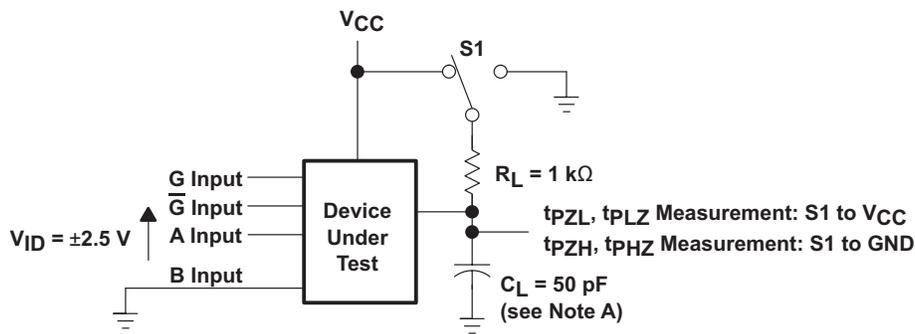 VCC
S1
RL = 1 kΩ
G Input
G̅ Input
VID = ±2.5 V
A Input
B Input
Device
Under
Test
tPZL, tPLZ Measurement: S1 to VCC
tPZH, tPHZ Measurement: S1 to GND
CL = 50 pF
(see Note A)